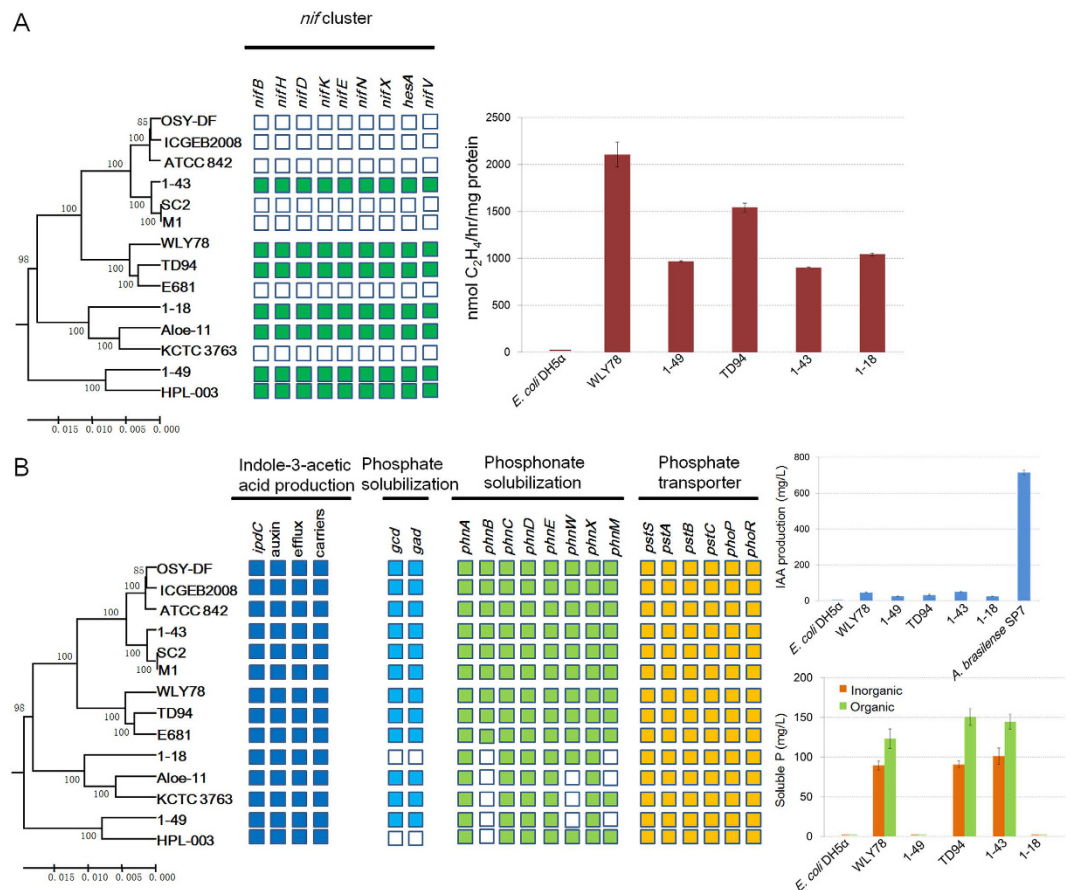 A
nif cluster
nifB
nifH
nifD
nifK
nifE
nifN
nifX
hesA
nifV
OSY-DF
ICGEB2008
ATCC 842
1-43
SC2
M1
WLY78
TD94
E681
1-18
Aloe-11
KCTC 3763
1-49
HPL-003
85
100
100
100
100
100
100
100
98
100
100
100
0.015 0.010 0.005 0.000
nmol C₂H₄/hr/mg protein
2500
2000
1500
1000
500
0
E. coli DH5α
WLY78
1-49
TD94
1-43
1-18
B
Indole-3-acetic
acid production
Phosphate
solubilization
Phosphonate
solubilization
Phosphate
transporter
ipdC
auxin
efflux
carriers
gcd
gad
phnA
phnB
phnC
phnD
phnE
phnW
phnX
phnM
pstS
pstA
pstB
pstC
phoP
phoR
OSY-DF
ICGEB2008
ATCC 842
1-43
SC2
M1
WLY78
TD94
E681
1-18
Aloe-11
KCTC 3763
1-49
HPL-003
85
100
100
100
100
100
100
100
98
100
100
100
0.015 0.010 0.005 0.000
IAA production (mg/L)
800
600
400
200
0
E. coli DH5α
WLY78
1-49
TD94
1-43
1-18
A. brasilense SP7
Soluble P (mg/L)
200
150
100
50
0
Inorganic
Organic
E. coli DH5α
WLY78
1-49
TD94
1-43
1-18